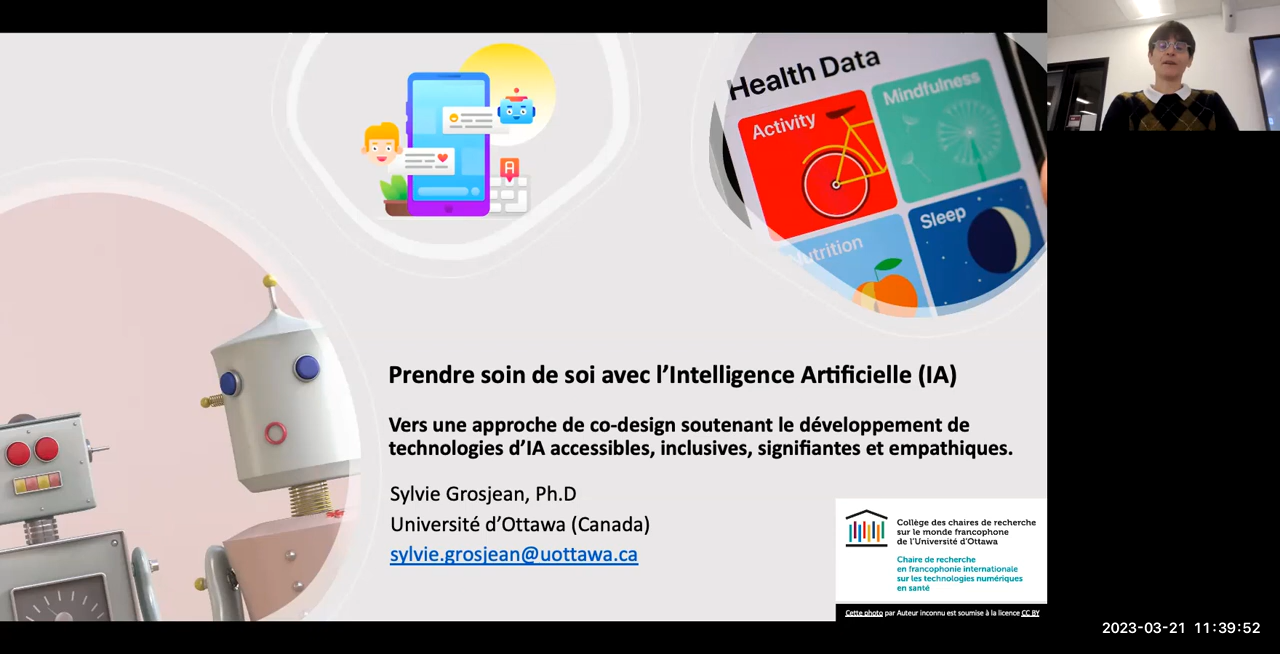 Health Data
Activity
Mindfulness
Nutrition
Sleep
A
Prendre soin de soi avec l’Intelligence Artificielle (IA)
Vers une approche de co-design soutenant le développement de
technologies d’IA accessibles, inclusives, signifiantes et empathiques.
Sylvie Grosjean, Ph.D
Université d’Ottawa (Canada)
sylvie.grosjean@uottawa.ca
Collège des chaires de recherche
sur le monde francophone
de l’Université d’Ottawa
Chaire de recherche
en francophonie internationale
sur les technologies numériques
en santé
Cette photo par Auteur inconnu est soumise à la licence CC BY
2023-03-21 11:39:52